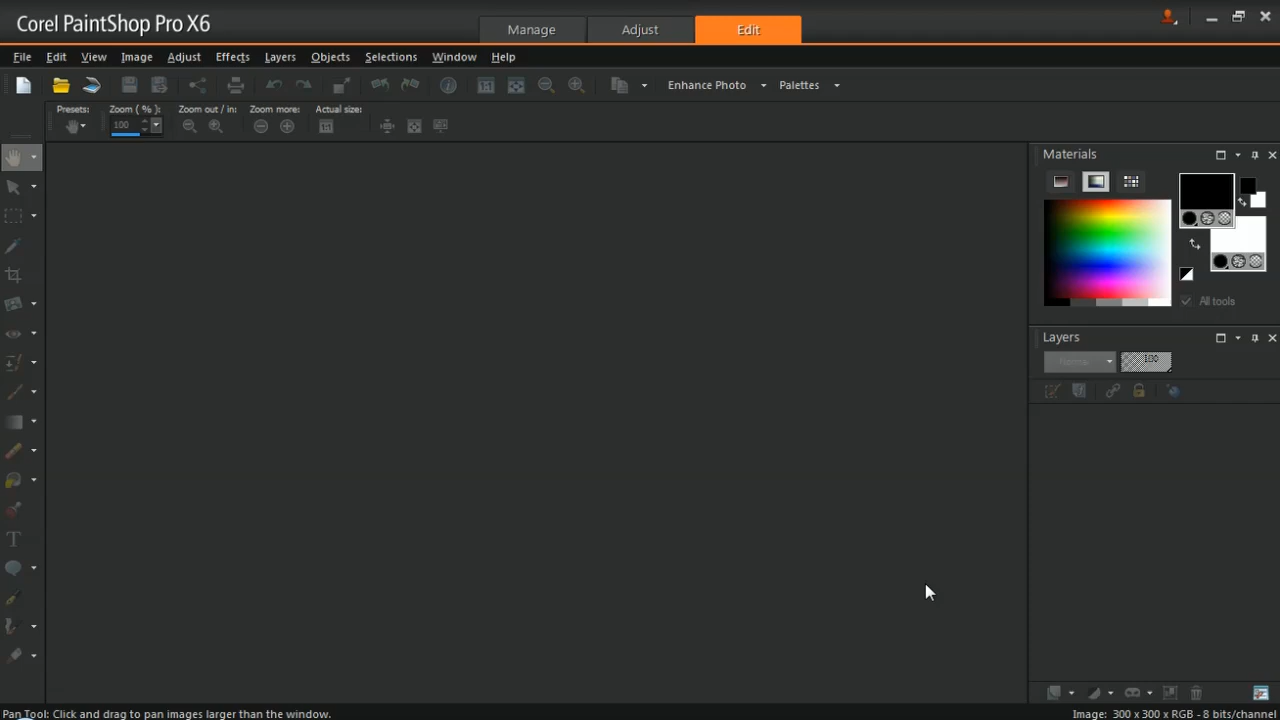 Corel PaintShop Pro X6
Manage
Adjust
Edit
File Edit View Image Adjust Effects Layers Objects Selections Window Help
Enhance Photo
Palettes
Presets: Zoom ( % ): Zoom out / in: Zoom more: Actual size:
100
Materials
All tools
Layers
Normal
100
T
Pan Tool: Click and drag to pan images larger than the window.
Image: 300 x 300 x RGB - 8 bits/channel